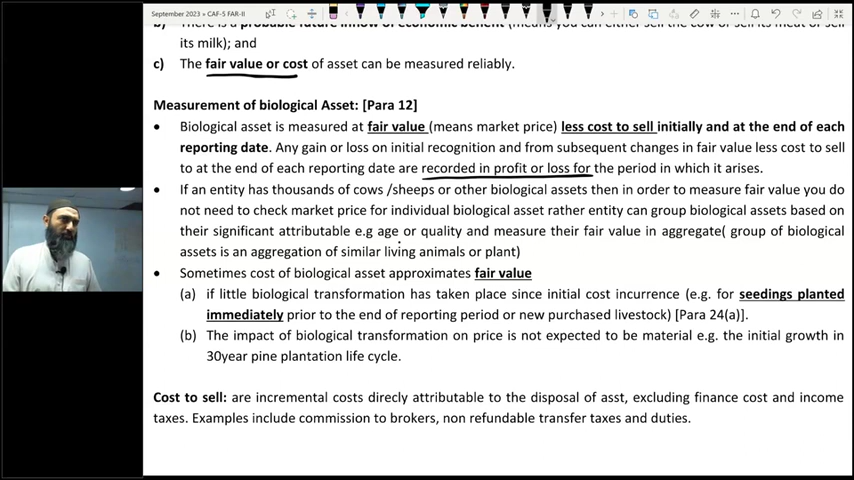 September 2023 » CAF-5 FAR-II
b) There is a probable future inflow of economic benefit (means you can either sell the cow or sell its meat or sell
its milk); and
c) The fair value or cost of asset can be measured reliably.
Measurement of biological Asset: [Para 12]
• Biological asset is measured at fair value (means market price) less cost to sell initially and at the end of each
reporting date. Any gain or loss on initial recognition and from subsequent changes in fair value less cost to sell
to at the end of each reporting date are recorded in profit or loss for the period in which it arises.
• If an entity has thousands of cows /sheeps or other biological assets then in order to measure fair value you do
not need to check market price for individual biological asset rather entity can group biological assets based on
their significant attributable e.g age or quality and measure their fair value in aggregate( group of biological
assets is an aggregation of similar living animals or plant)
• Sometimes cost of biological asset approximates fair value
(a) if little biological transformation has taken place since initial cost incurrence (e.g. for seedings planted
immediately prior to the end of reporting period or new purchased livestock) [Para 24(a)].
(b) The impact of biological transformation on price is not expected to be material e.g. the initial growth in
30year pine plantation life cycle.
Cost to sell: are incremental costs direcly attributable to the disposal of asst, excluding finance cost and income
taxes. Examples include commission to brokers, non refundable transfer taxes and duties.